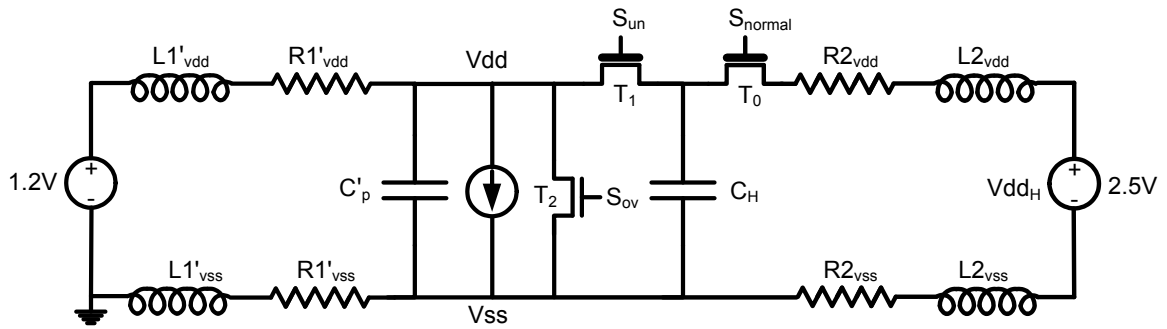 S_un
S_normal
L1'_vdd
R1'_vdd
Vdd
R2_vdd
L2_vdd
T_1
T_0
1.2V
+
-
C'_p
T_2
S_ov
C_H
Vdd_H
+
-
2.5V
L1'_vss
R1'_vss
Vss
R2_vss
L2_vss